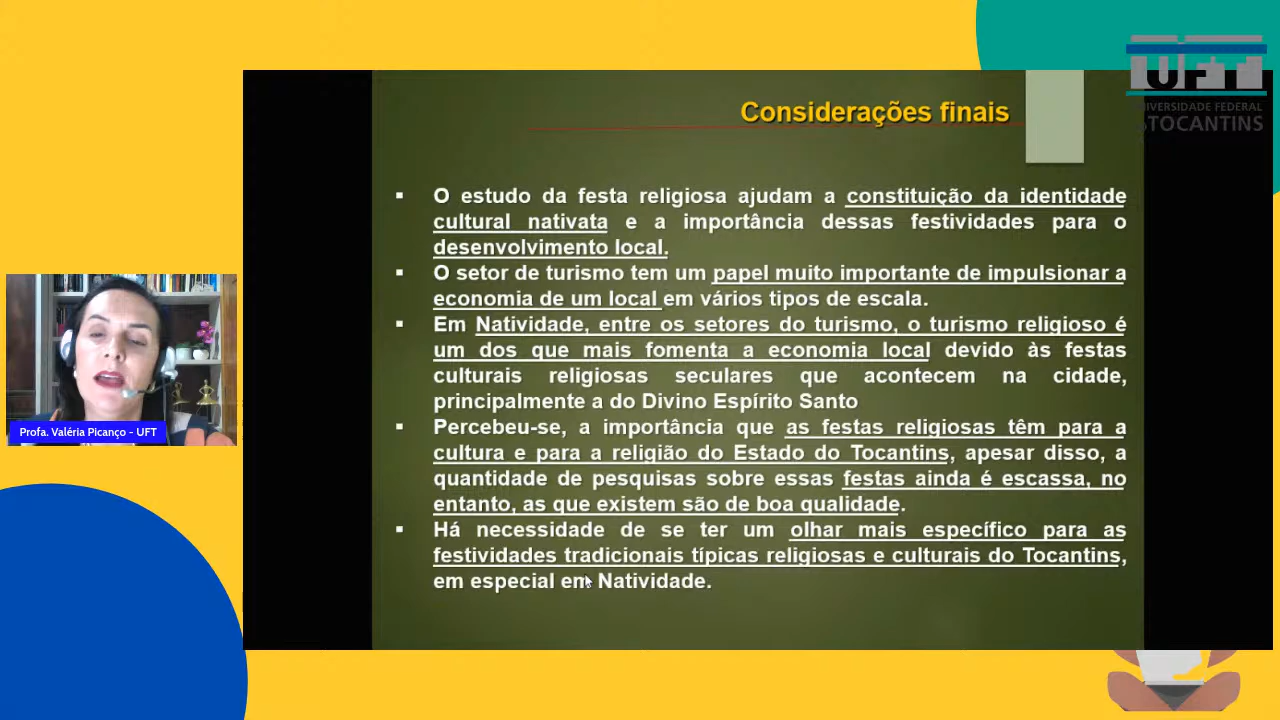 UFT
UNIVERSIDADE FEDERAL
TOCANTINS
Considerações finais
▪ O estudo da festa religiosa ajudam a constituição da identidade
cultural nativata e a importância dessas festividades para o
desenvolvimento local.
▪ O setor de turismo tem um papel muito importante de impulsionar a
economia de um local em vários tipos de escala.
▪ Em Natividade, entre os setores do turismo, o turismo religioso é
um dos que mais fomenta a economia local devido às festas
culturais religiosas seculares que acontecem na cidade,
principalmente a do Divino Espírito Santo
▪ Percebeu-se, a importância que as festas religiosas têm para a
cultura e para a religião do Estado do Tocantins, apesar disso, a
quantidade de pesquisas sobre essas festas ainda é escassa, no
entanto, as que existem são de boa qualidade.
▪ Há necessidade de se ter um olhar mais específico para as
festividades tradicionais típicas religiosas e culturais do Tocantins,
em especial em Natividade.
Profa. Valéria Picanço - UFT